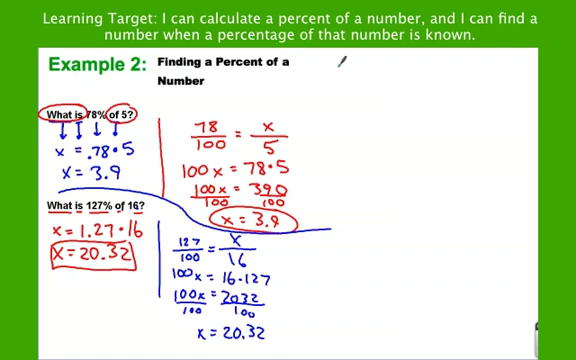 Learning Target: I can calculate a percent of a number, and I can find a
number when a percentage of that number is known.
Example 2: Finding a Percent of a
Number
What is 78% of 5?
x = .78 • 5
x = 3.9
78/100 = x/5
100x = 78 • 5
100x/100 = 390/100
x = 3.9
What is 127% of 16?
x = 1.27 • 16
x = 20.32
127/100 = x/16
100x = 16 • 127
100x/100 = 2032/100
x = 20.32